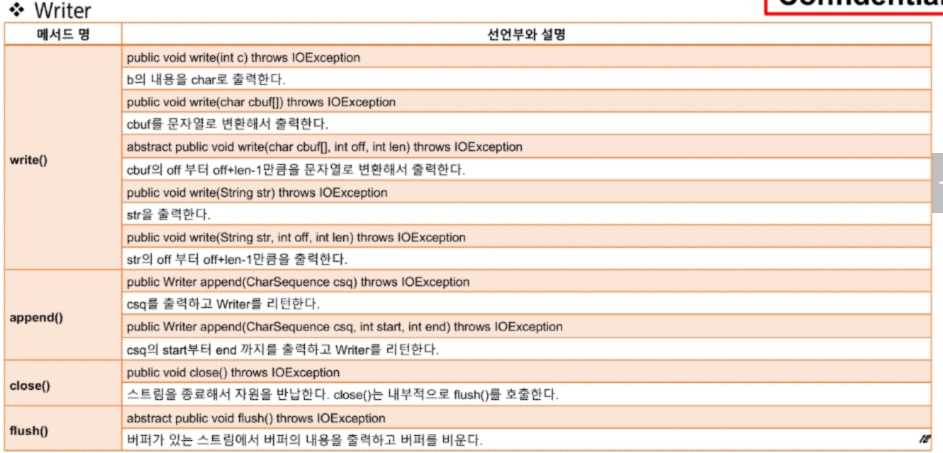 Confidential
❖ Writer
메서드 명 선언부와 설명
write()
public void write(int c) throws IOException
b의 내용을 char로 출력한다.
public void write(char cbuf[]) throws IOException
cbuf를 문자열로 변환해서 출력한다.
abstract public void write(char cbuf[], int off, int len) throws IOException
cbuf의 off 부터 off+len-1만큼을 문자열로 변환해서 출력한다.
public void write(String str) throws IOException
str을 출력한다.
public void write(String str, int off, int len) throws IOException
str의 off 부터 off+len-1만큼을 출력한다.
append()
public Writer append(CharSequence csq) throws IOException
csq를 출력하고 Writer를 리턴한다.
public Writer append(CharSequence csq, int start, int end) throws IOException
csq의 start부터 end 까지를 출력하고 Writer를 리턴한다.
close()
public void close() throws IOException
스트림을 종료해서 자원을 반납한다. close()는 내부적으로 flush()를 호출한다.
flush()
abstract public void flush() throws IOException
버퍼가 있는 스트림에서 버퍼의 내용을 출력하고 버퍼를 비운다.